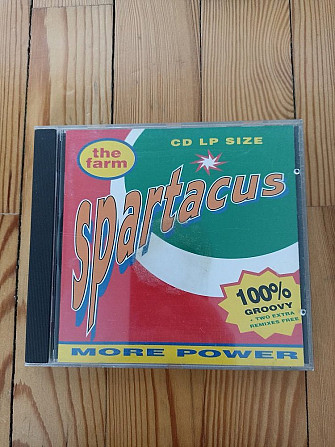 the
farm
CD LP SIZE
spartacus
100%
GROOVY
+ TWO EXTRA
REMIXES FREE
MORE POWER